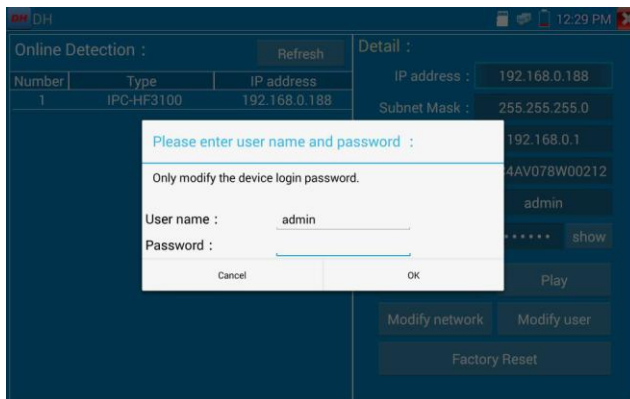 DH DH 12:29 PM
Online Detection :
Refresh
Number Type IP address
1 IPC-HF3100 192.168.0.188
Detail :
IP address : 192.168.0.188
Subnet Mask : 255.255.255.0
192.168.0.1
4AV078W00212
admin
•••••• show
Play
Modify network Modify user
Factory Reset
Please enter user name and password :
Only modify the device login password.
User name : admin
Password :
Cancel OK